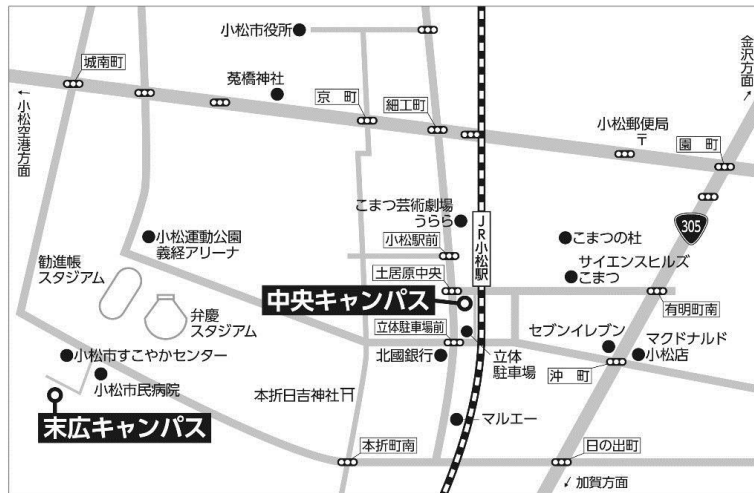 小松市役所
金沢方面
城南町
菟橋神社
京 町
細工町
小松空港方面
小松郵便局
〒
園 町
こまつ芸術劇場
うらら
JR小松駅
305
小松運動公園
義経アリーナ
小松駅前
こまつの杜
サイエンスヒルズ
こまつ
勧進帳
スタジアム
土居原中央
中央キャンパス
有明町南
弁慶
スタジアム
立体駐車場前
セブンイレブン
マクドナルド
小松店
小松市すこやかセンター
北國銀行
立体
駐車場
沖 町
小松市民病院
本折日吉神社
末広キャンパス
マルエー
本折町南
日の出町
加賀方面